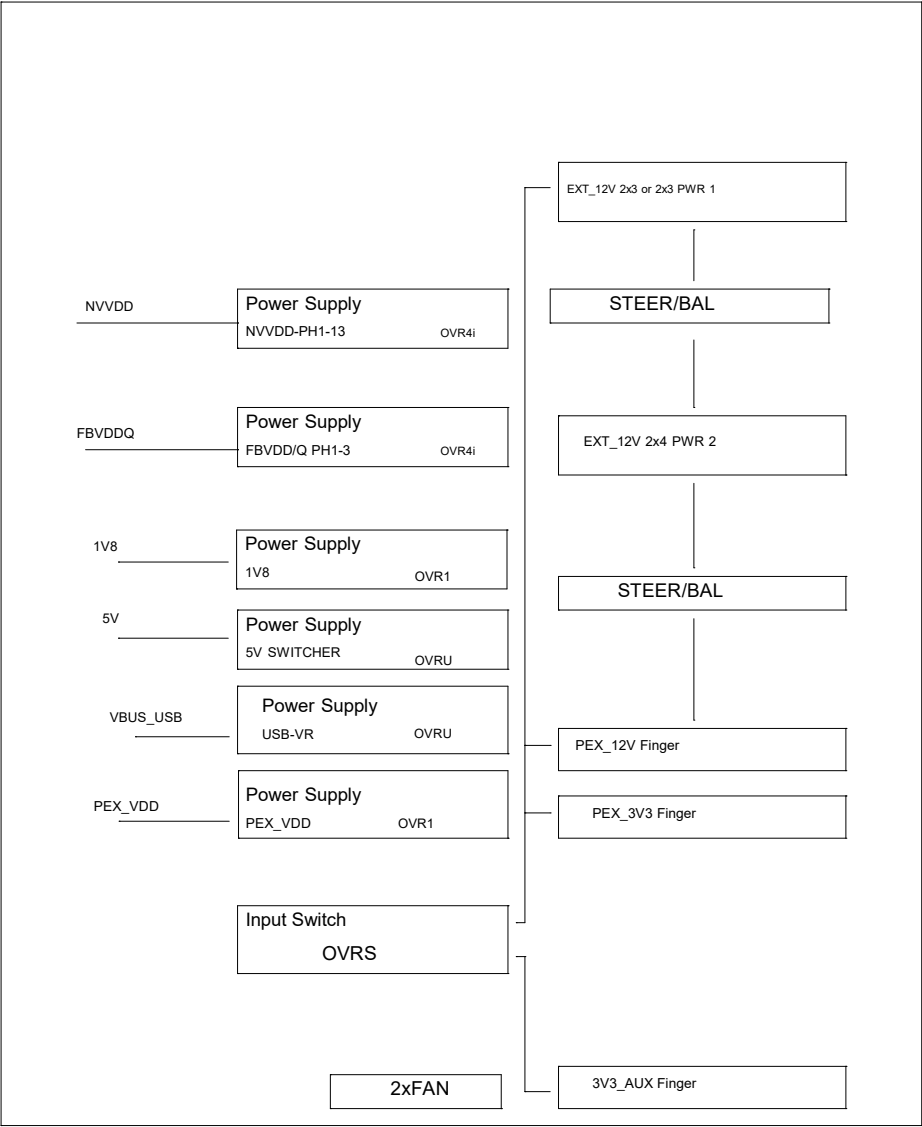 EXT_12V 2x3 or 2x3 PWR 1
NVVDD
Power Supply
NVVDD-PH1-13
OVR4i
STEER/BAL
FBVDDQ
Power Supply
FBVDD/Q PH1-3
OVR4i
EXT_12V 2x4 PWR 2
1V8
Power Supply
1V8
OVR1
STEER/BAL
5V
Power Supply
5V SWITCHER
OVRU
VBUS_USB
Power Supply
USB-VR
OVRU
PEX_12V Finger
PEX_VDD
Power Supply
PEX_VDD
OVR1
PEX_3V3 Finger
Input Switch
OVRS
2xFAN
3V3_AUX Finger